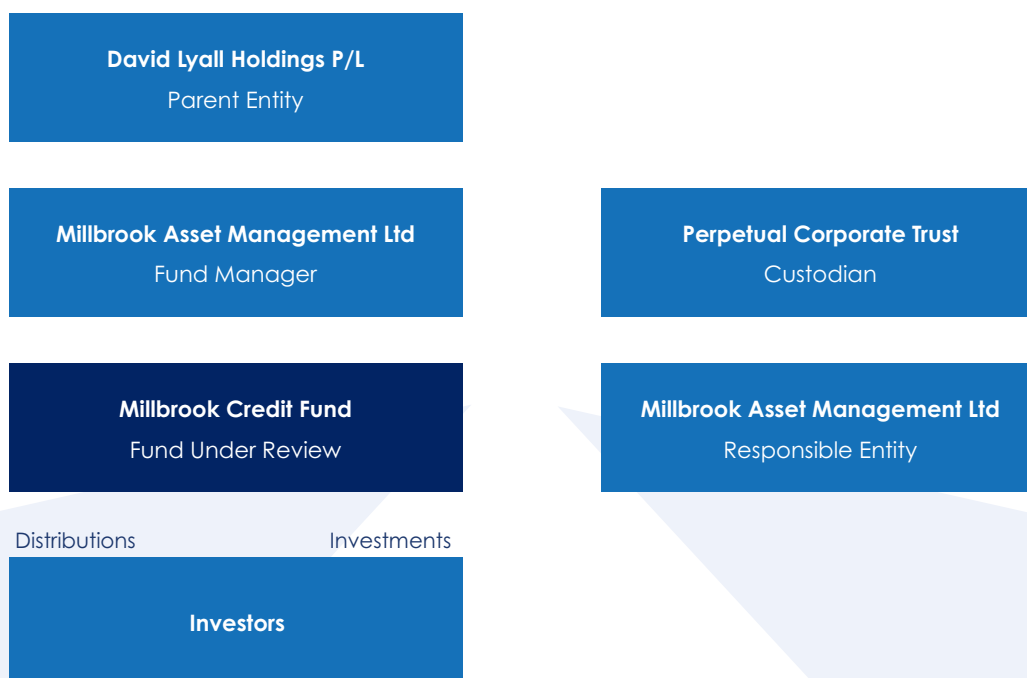 David Lyall Holdings P/L
Parent Entity
Millbrook Asset Management Ltd
Fund Manager
Perpetual Corporate Trust
Custodian
Millbrook Credit Fund
Fund Under Review
Millbrook Asset Management Ltd
Responsible Entity
Distributions
Investments
Investors